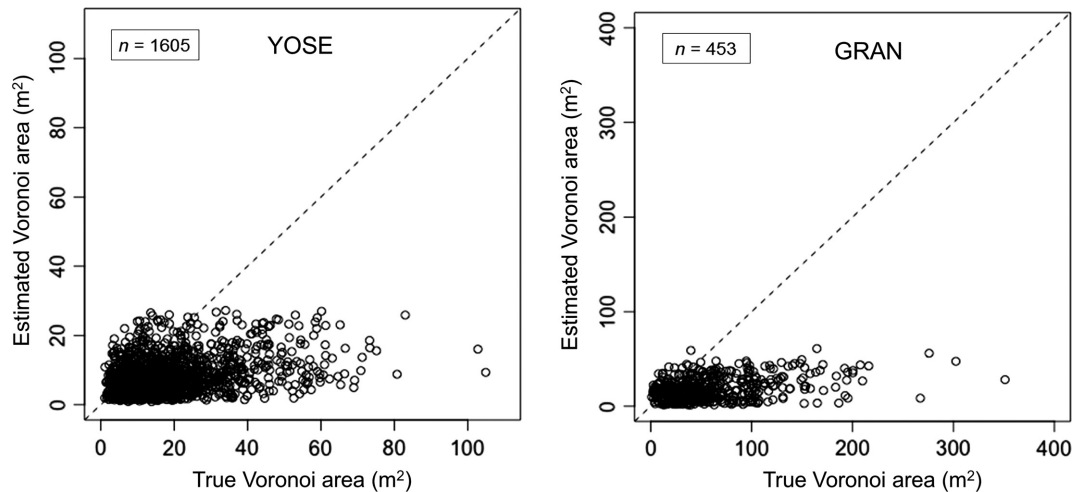 n = 1605
YOSE
Estimated Voronoi area (m²)
100
80
60
40
20
0
0 20 40 60 80 100
True Voronoi area (m²)
n = 453
GRAN
Estimated Voronoi area (m²)
400
300
200
100
0
0 100 200 300 400
True Voronoi area (m²)